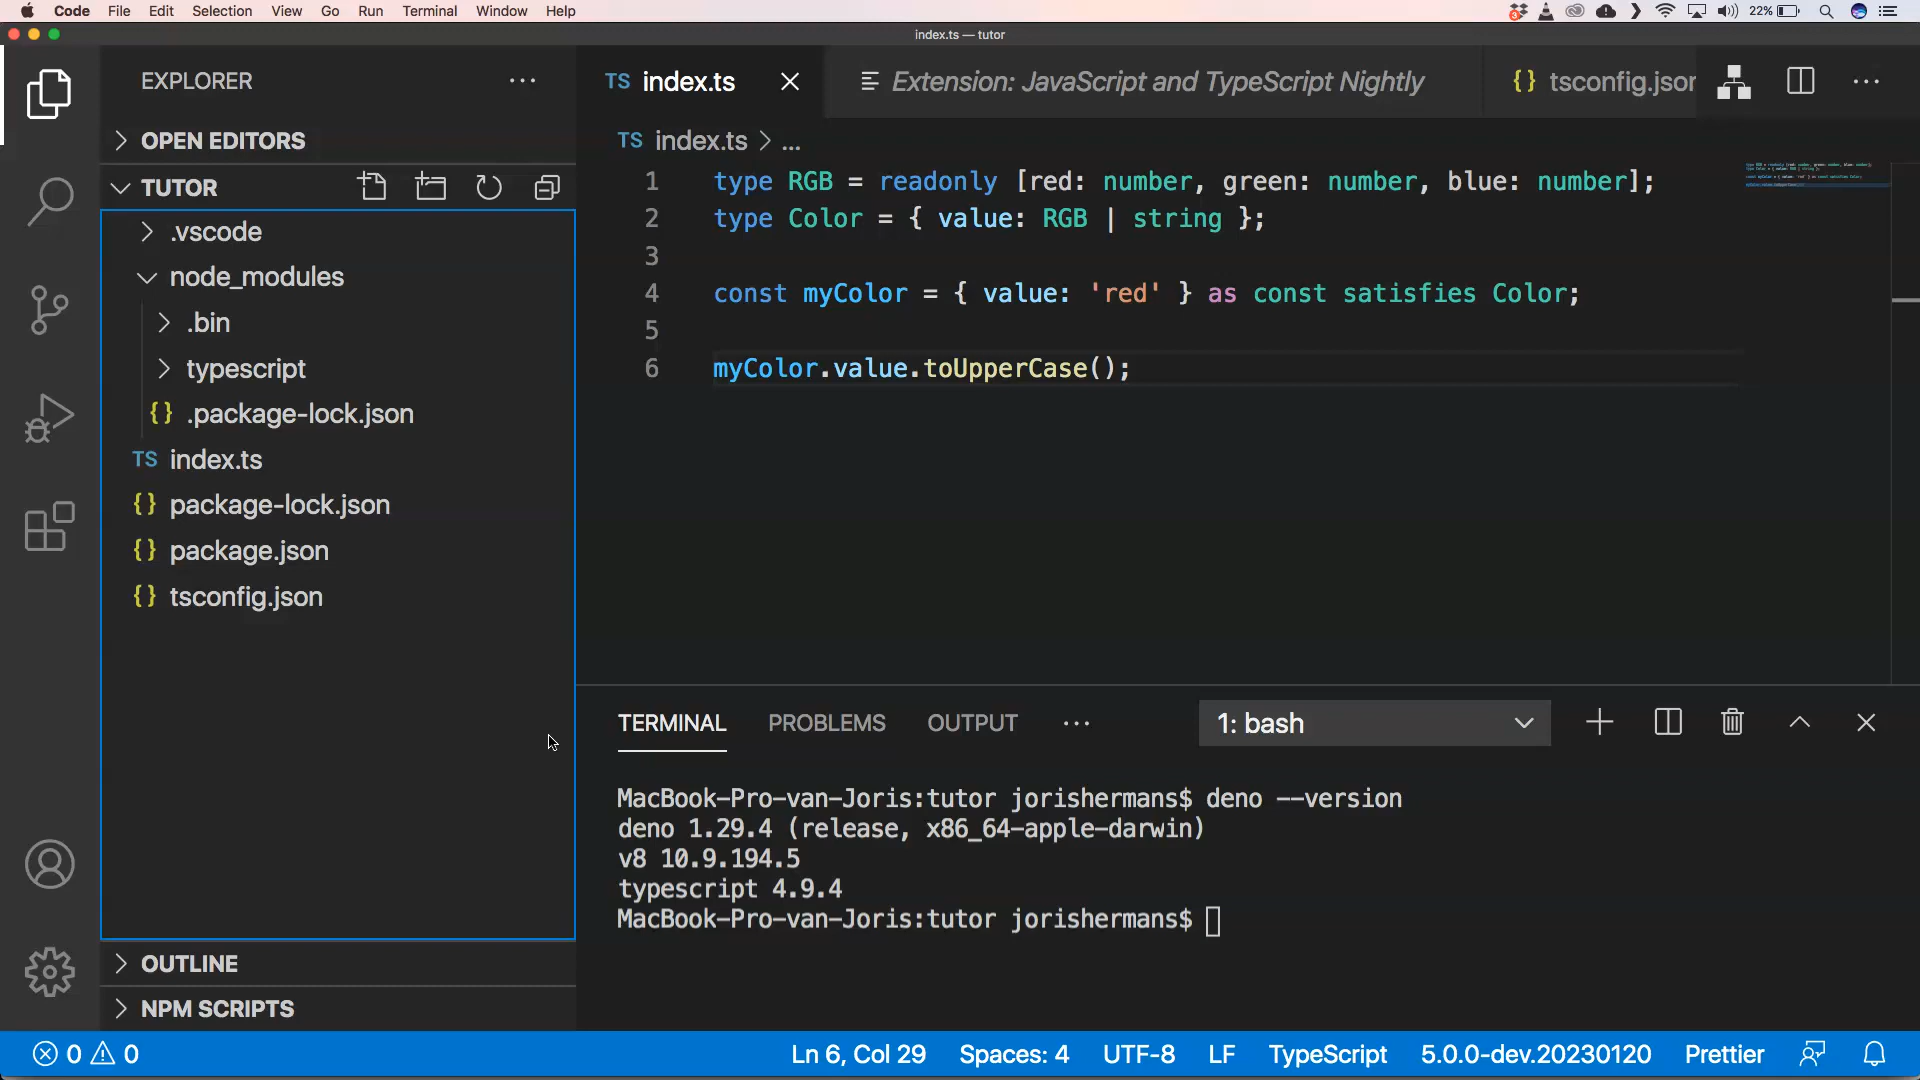 Code File Edit Selection View Go Run Terminal Window Help 3 22%
index.ts — tutor
EXPLORER
OPEN EDITORS
TUTOR
.vscode
node_modules
.bin
typescript
{} .package-lock.json
TS index.ts
{} package-lock.json
{} package.json
{} tsconfig.json
OUTLINE
NPM SCRIPTS
TS index.ts Extension: JavaScript and TypeScript Nightly {} tsconfig.json
TS index.ts > ...
1 type RGB = readonly [red: number, green: number, blue: number];
2 type Color = { value: RGB | string };
3
4 const myColor = { value: 'red' } as const satisfies Color;
5
6 myColor.value.toUpperCase();
TERMINAL PROBLEMS OUTPUT ... 1: bash
MacBook-Pro-van-Joris:tutor jorishermans$ deno --version
deno 1.29.4 (release, x86_64-apple-darwin)
v8 10.9.194.5
typescript 4.9.4
MacBook-Pro-van-Joris:tutor jorishermans$
0 0 Ln 6, Col 29 Spaces: 4 UTF-8 LF TypeScript 5.0.0-dev.20230120 Prettier